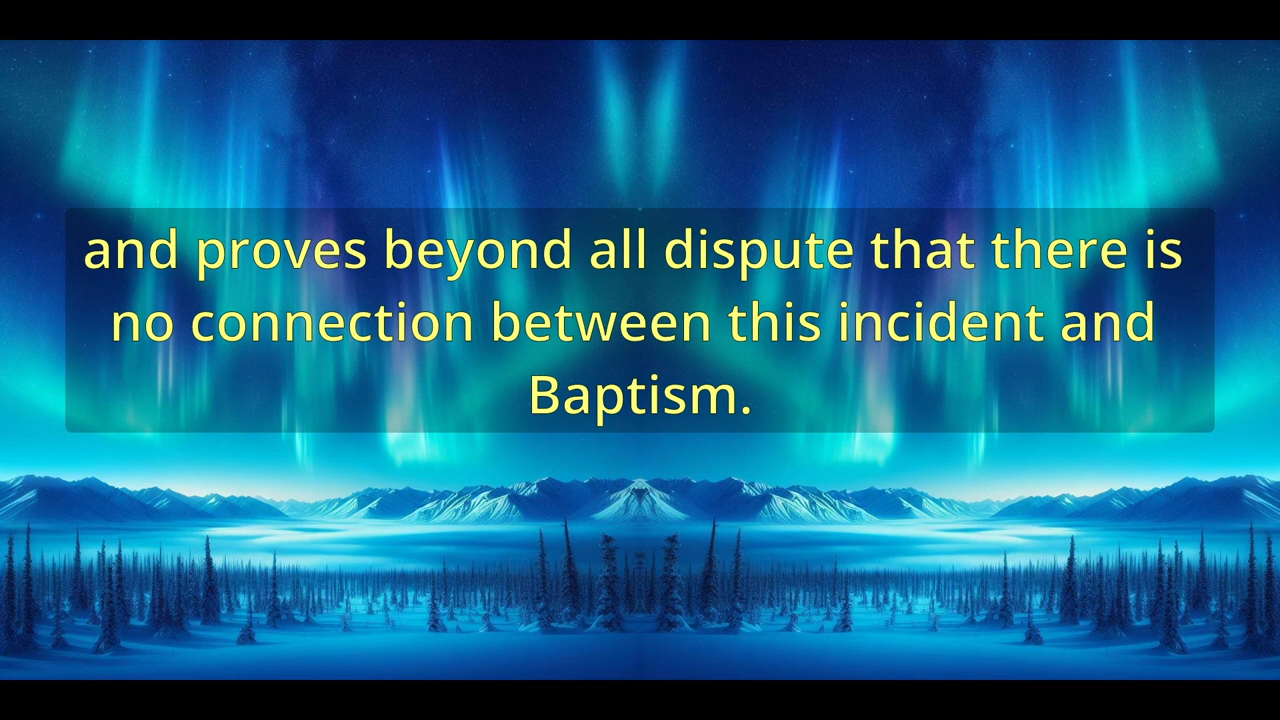 and proves beyond all dispute that there is
no connection between this incident and
Baptism.